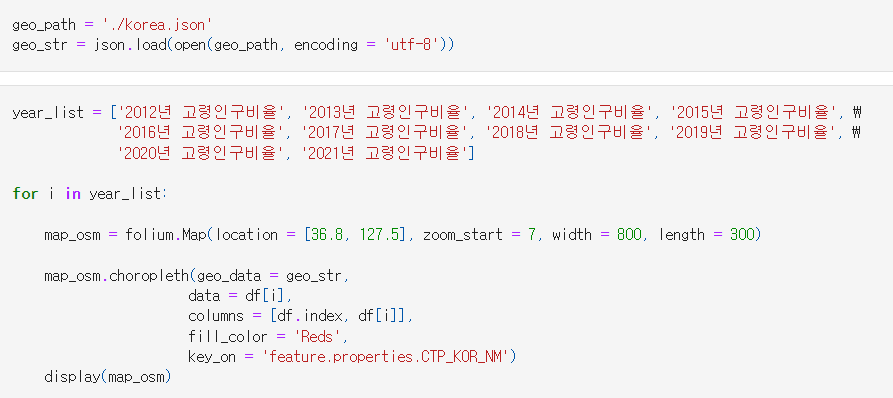 geo_path = './korea.json'
geo_str = json.load(open(geo_path, encoding = 'utf-8'))
year_list = ['2012년 고령인구비율', '2013년 고령인구비율', '2014년 고령인구비율', '2015년 고령인구비율', ₩
'2016년 고령인구비율', '2017년 고령인구비율', '2018년 고령인구비율', '2019년 고령인구비율', ₩
'2020년 고령인구비율', '2021년 고령인구비율']
for i in year_list:
map_osm = folium.Map(location = [36.8, 127.5], zoom_start = 7, width = 800, length = 300)
map_osm.choropleth(geo_data = geo_str,
data = df[i],
columns = [df.index, df[i]],
fill_color = 'Reds',
key_on = 'feature.properties.CTP_KOR_NM')
display(map_osm)